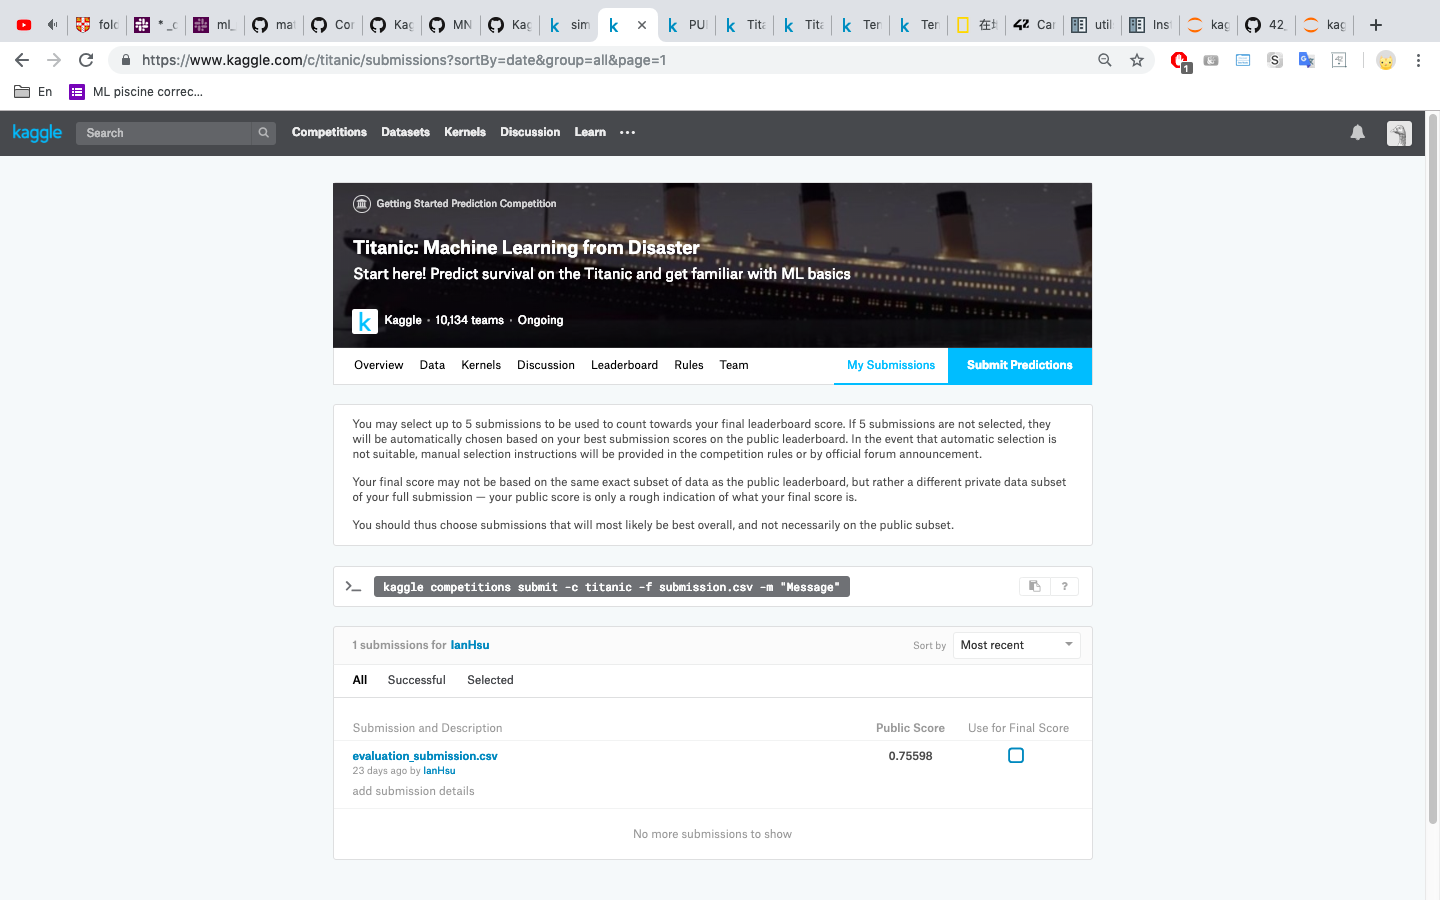 folc
* _c
ml_
mat
Cor
Kag
MN
Kag
sim
PUI
Tita
Tita
Ter
Ter
Car
util
Ins
kag
42_
kag
https://www.kaggle.com/c/titanic/submissions?sortBy=date&group=all&page=1
1
S
En
ML piscine correc...
kaggle
Search
Competitions
Datasets
Kernels
Discussion
Learn
Getting Started Prediction Competition
Titanic: Machine Learning from Disaster
Start here! Predict survival on the Titanic and get familiar with ML basics
k
Kaggle · 10,134 teams · Ongoing
Overview
Data
Kernels
Discussion
Leaderboard
Rules
Team
My Submissions
Submit Predictions
You may select up to 5 submissions to be used to count towards your final leaderboard score. If 5 submissions are not selected, they
will be automatically chosen based on your best submission scores on the public leaderboard. In the event that automatic selection is
not suitable, manual selection instructions will be provided in the competition rules or by official forum announcement.
Your final score may not be based on the same exact subset of data as the public leaderboard, but rather a different private data subset
of your full submission — your public score is only a rough indication of what your final score is.
You should thus choose submissions that will most likely be best overall, and not necessarily on the public subset.
kaggle competitions submit -c titanic -f submission.csv -m "Message"
?
1 submissions for IanHsu
Sort by
Most recent
All
Successful
Selected
Submission and Description
Public Score
Use for Final Score
evaluation_submission.csv
0.75598
23 days ago by IanHsu
add submission details
No more submissions to show